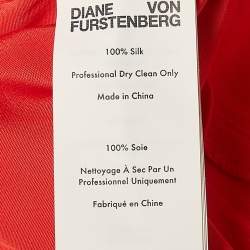 DIANE VON
FURSTENBERG
100% Silk
Professional Dry Clean Only
Made in China
100% Soie
Nettoyage À Sec Par Un
Professionnel Uniquement
Fabriqué en Chine